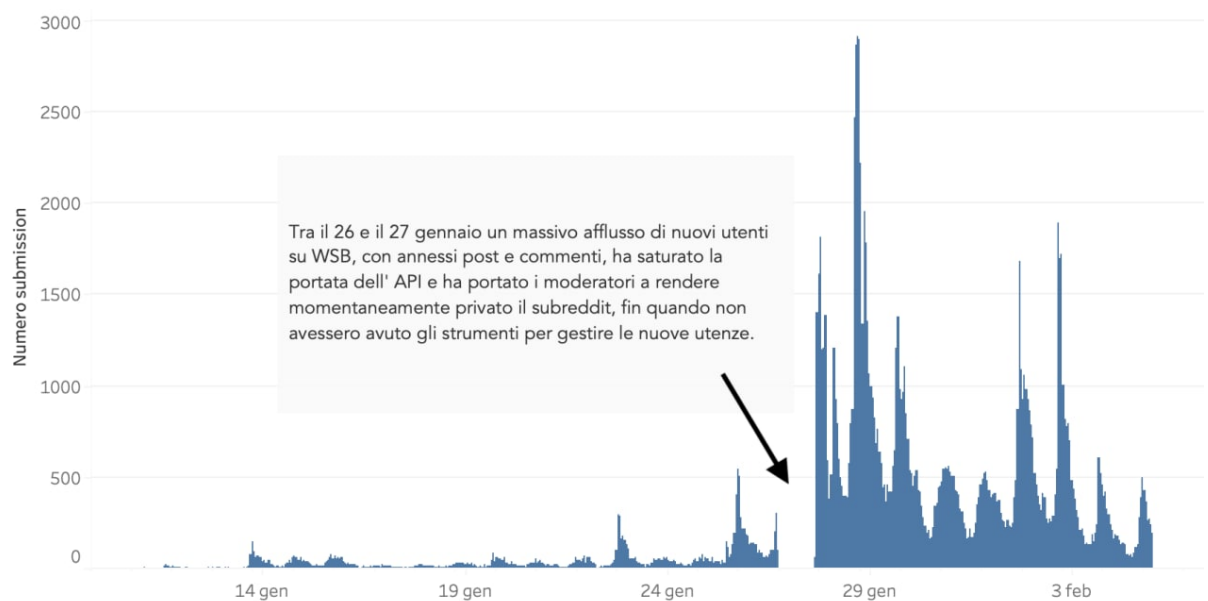 3000
2500
2000
1500
1000
500
0
Numero submission
Tra il 26 e il 27 gennaio un massivo afflusso di nuovi utenti
su WSB, con annessi post e commenti, ha saturato la
portata dell' API e ha portato i moderatori a rendere
momentaneamente privato il subreddit, fin quando non
avessero avuto gli strumenti per gestire le nuove utenze.
14 gen
19 gen
24 gen
29 gen
3 feb